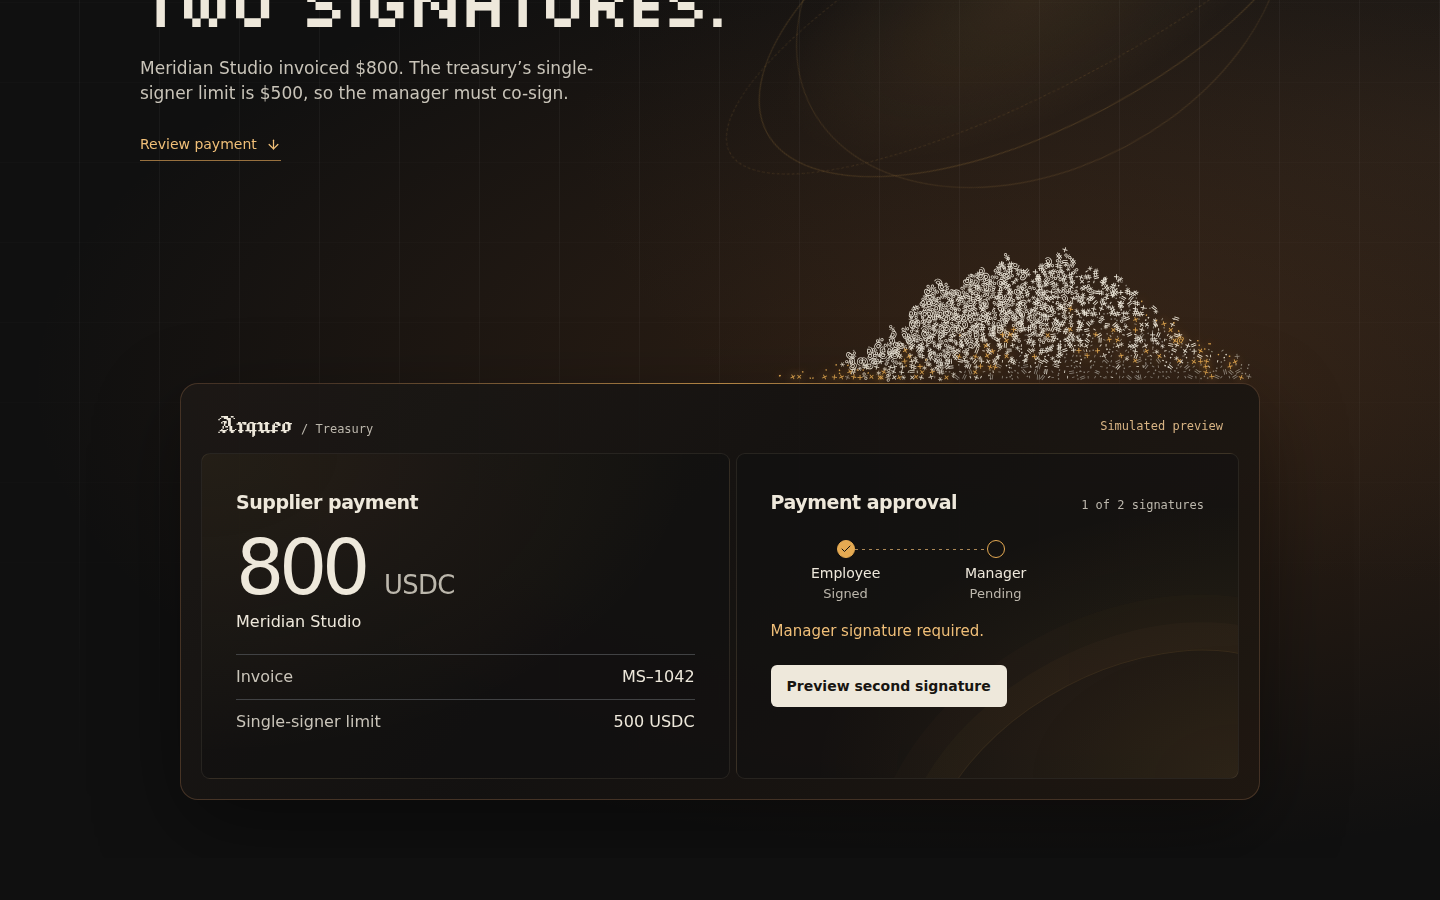 TWO SIGNATURES.
Meridian Studio invoiced $800. The treasury’s single-
signer limit is $500, so the manager must co-sign.
Review payment ↓
Arqueo / Treasury
Simulated preview
Supplier payment
800 USDC
Meridian Studio
Invoice MS–1042
Single-signer limit 500 USDC
Payment approval
1 of 2 signatures
Employee Manager
Signed Pending
Manager signature required.
Preview second signature